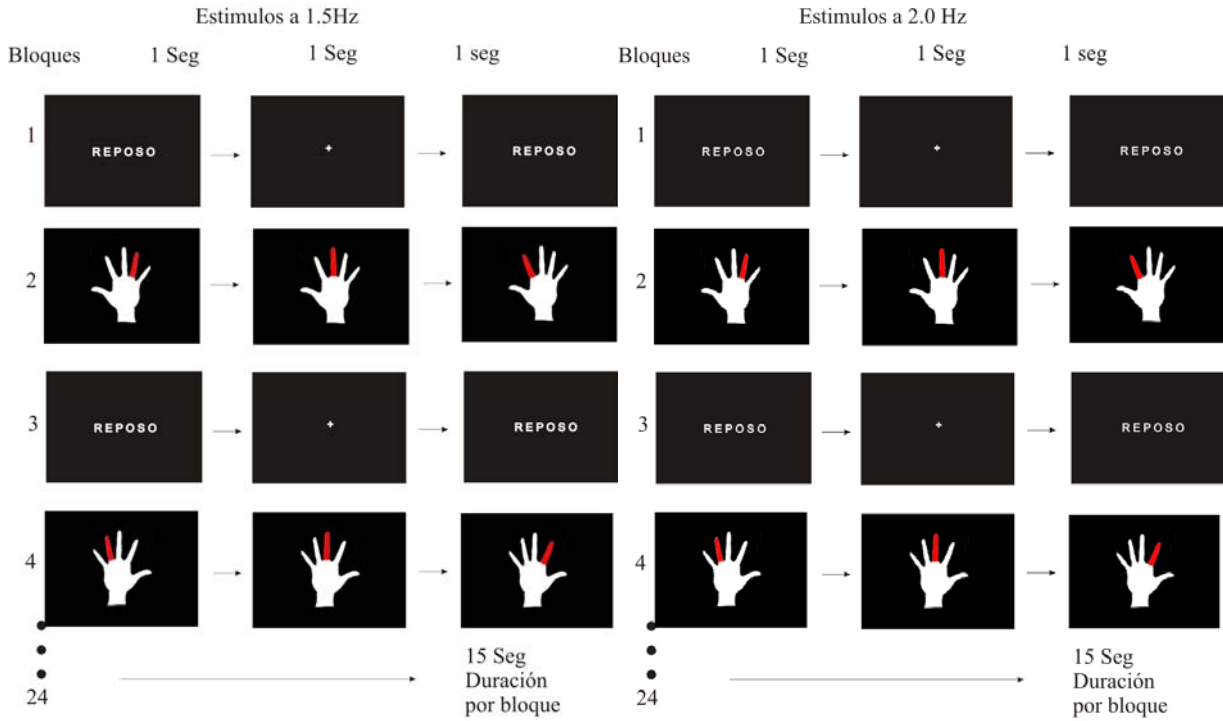 Estimulos a 1.5Hz
Estimulos a 2.0 Hz
Bloques 1 Seg 1 Seg 1 seg
Bloques 1 Seg 1 Seg 1 seg
1
REPOSO + REPOSO
1
REPOSO + REPOSO
2
2
3
REPOSO + REPOSO
3
REPOSO + REPOSO
4
4
24
15 Seg
Duración
por bloque
24
15 Seg
Duración
por bloque